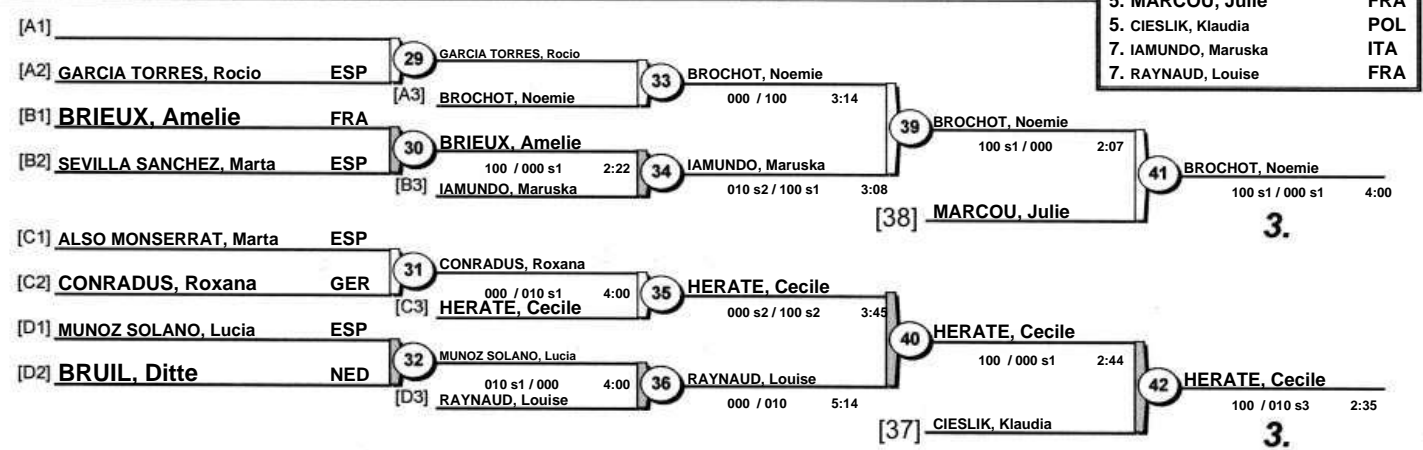 5. MARCOU, Julie FRA
5. CIESLIK, Klaudia POL
7. IAMUNDO, Maruska ITA
7. RAYNAUD, Louise FRA
[A1]
[A2] GARCIA TORRES, Rocio ESP
29
GARCIA TORRES, Rocio
[A3] BROCHOT, Noemie
33
BROCHOT, Noemie
000 / 100 3:14
[B1] BRIEUX, Amelie FRA
[B2] SEVILLA SANCHEZ, Marta ESP
30
BRIEUX, Amelie
100 / 000 s1 2:22
[B3] IAMUNDO, Maruska
34
IAMUNDO, Maruska
010 s2 / 100 s1 3:08
39
BROCHOT, Noemie
100 s1 / 000 2:07
[38] MARCOU, Julie
41
BROCHOT, Noemie
100 s1 / 000 s1 4:00
3.
[C1] ALSO MONSERRAT, Marta ESP
[C2] CONRADUS, Roxana GER
31
CONRADUS, Roxana
000 / 010 s1 4:00
[C3] HERATE, Cecile
35
HERATE, Cecile
000 s2 / 100 s2 3:45
[D1] MUNOZ SOLANO, Lucia ESP
[D2] BRUIL, Ditte NED
32
MUNOZ SOLANO, Lucia
010 s1 / 000 4:00
[D3] RAYNAUD, Louise
36
RAYNAUD, Louise
000 / 010 5:14
40
HERATE, Cecile
100 / 000 s1 2:44
[37] CIESLIK, Klaudia
42
HERATE, Cecile
100 / 010 s3 2:35
3.